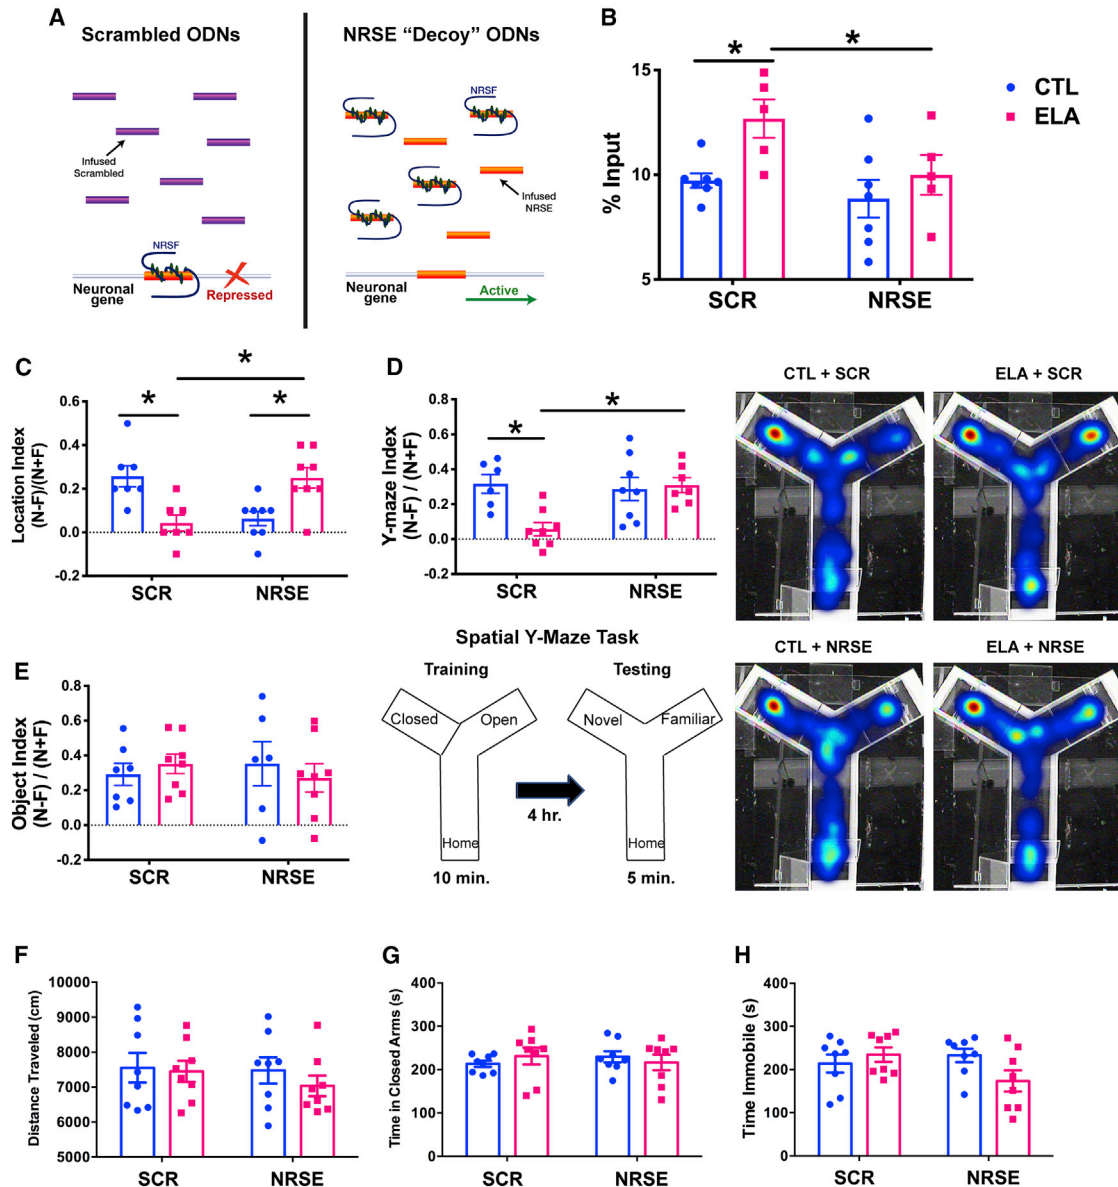 A
Scrambled ODNs
NRSE “Decoy” ODNs
Infused
Scrambled
NRSF
Neuronal
gene
Repressed
NRSF
NRSF
Infused
NRSE
Neuronal
gene
Active
B
% Input
15
10
5
*
*
SCR
NRSE
CTL
ELA
C
Location Index
(N-F)/(N+F)
0.6
0.4
0.2
0.0
-0.2
*
*
*
SCR
NRSE
D
Y-maze Index
(N-F) / (N+F)
0.8
0.6
0.4
0.2
0.0
-0.2
*
*
SCR
NRSE
CTL + SCR
ELA + SCR
CTL + NRSE
ELA + NRSE
Spatial Y-Maze Task
Training
Testing
Closed
Open
Home
10 min.
4 hr.
Novel
Familiar
Home
5 min.
E
Object Index
(N-F) / (N+F)
0.8
0.6
0.4
0.2
0.0
-0.2
SCR
NRSE
F
Distance Traveled (cm)
10000
9000
8000
7000
6000
5000
SCR
NRSE
G
Time in Closed Arms (s)
400
300
200
100
0
SCR
NRSE
H
Time Immobile (s)
400
300
200
100
0
SCR
NRSE